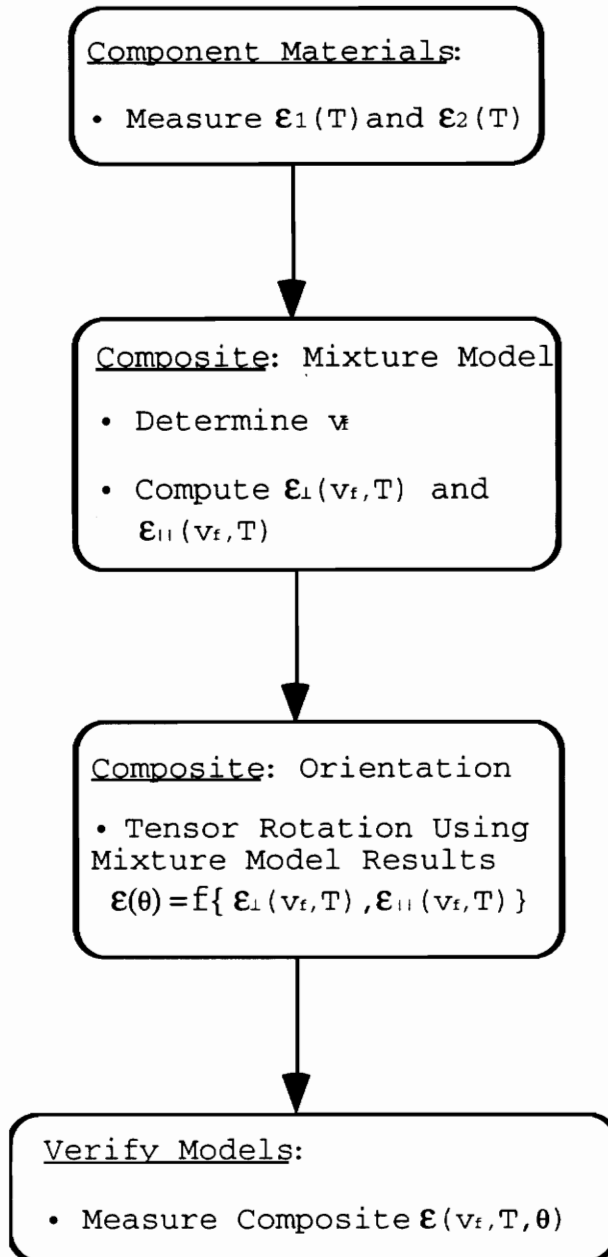 Component Materials:
• Measure ε1(T) and ε2(T)
Composite: Mixture Model
• Determine vf
• Compute ε⊥(vf,T) and
ε||(vf,T)
Composite: Orientation
• Tensor Rotation Using
Mixture Model Results
ε(θ)=f{ε⊥(vf,T),ε||(vf,T)}
Verify Models:
• Measure Composite ε(vf,T,θ)